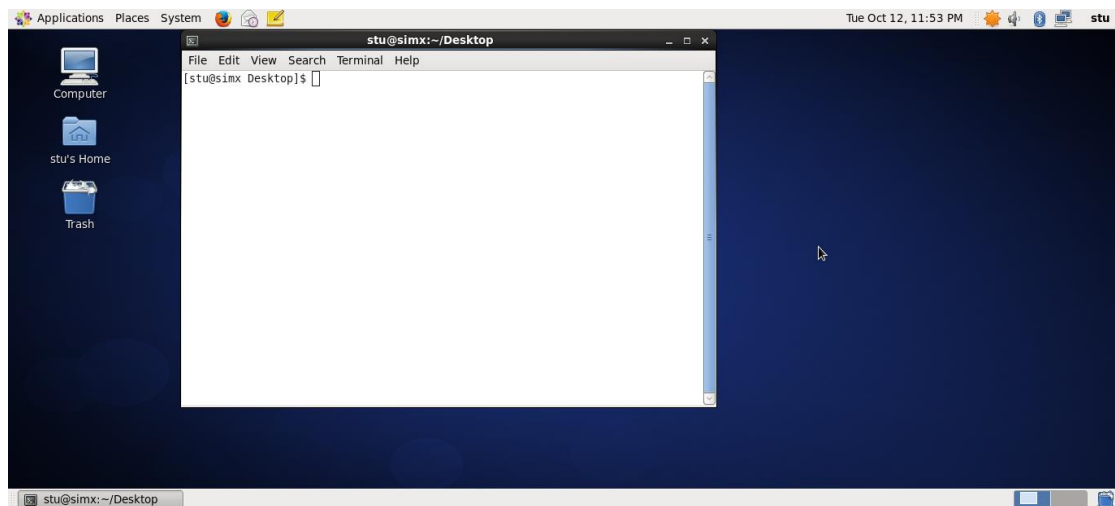 Applications Places System Tue Oct 12, 11:53 PM stu
stu@simx:~/Desktop
File Edit View Search Terminal Help
[stu@simx Desktop]$
Computer
stu's Home
Trash
stu@simx:~/Desktop